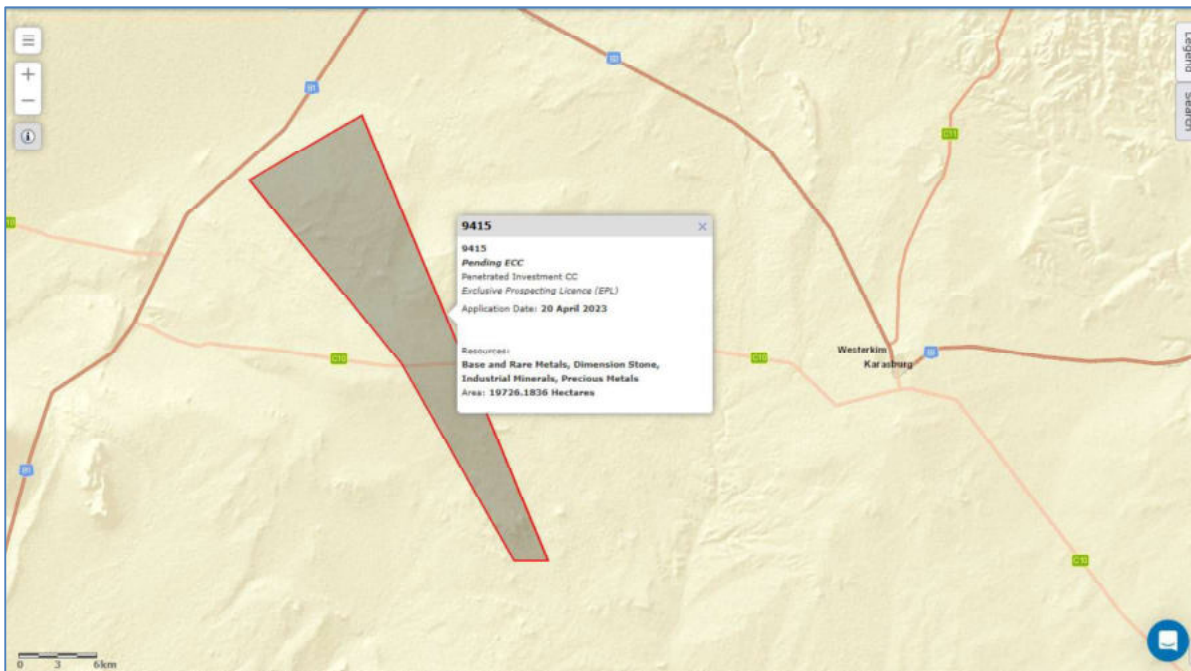 Legend
Search
B1
B3
C11
10
9415
9415
Pending ECC
Penetrated Investment CC
Exclusive Prospecting Licence (EPL)
Application Date: 20 April 2023
Resources:
Base and Rare Metals, Dimension Stone,
Industrial Minerals, Precious Metals
Area: 19726.1836 Hectares
C10
C10
Westerkim
Karasburg
B1
C10
0 3 6km